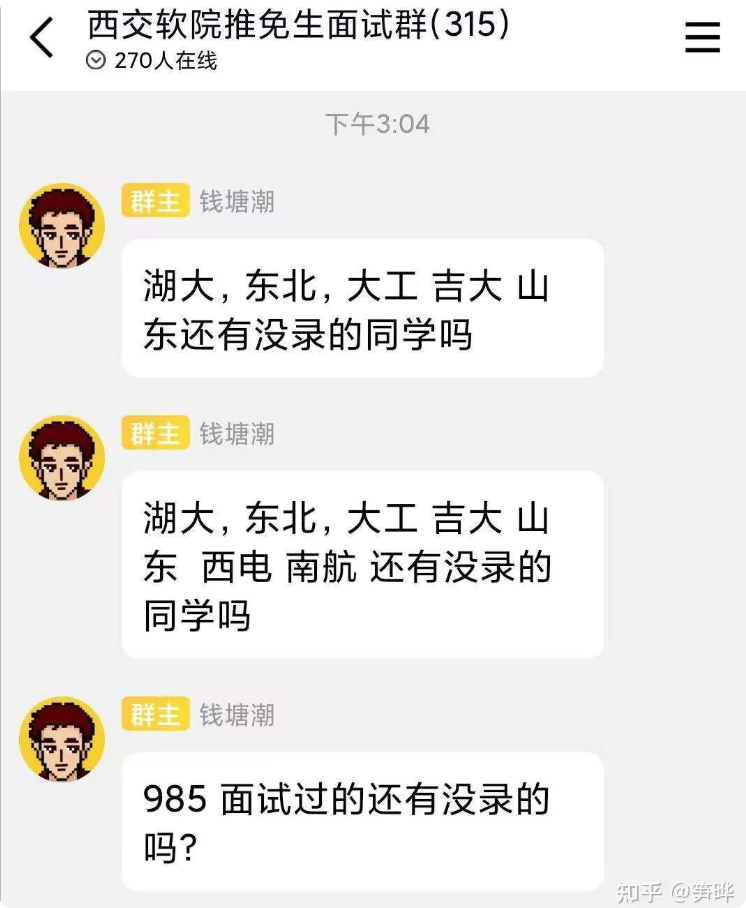 西交软院推免生面试群(315)
270人在线
下午3:04
群主 钱塘潮
湖大, 东北, 大工 吉大 山
东还有没录的同学吗
群主 钱塘潮
湖大, 东北, 大工 吉大 山
东 西电 南航 还有没录的
同学吗
群主 钱塘潮
985 面试过的还有没录的
吗?
知乎 @笋晔